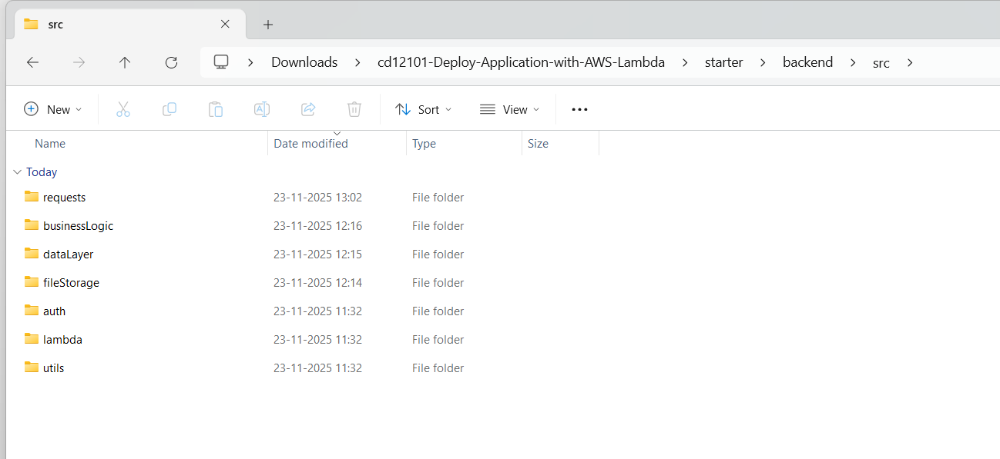 src
Downloads > cd12101-Deploy-Application-with-AWS-Lambda > starter > backend > src >
New Sort View
Name Date modified Type Size
Today
requests 23-11-2025 13:02 File folder
businessLogic 23-11-2025 12:16 File folder
dataLayer 23-11-2025 12:15 File folder
fileStorage 23-11-2025 12:14 File folder
auth 23-11-2025 11:32 File folder
lambda 23-11-2025 11:32 File folder
utils 23-11-2025 11:32 File folder